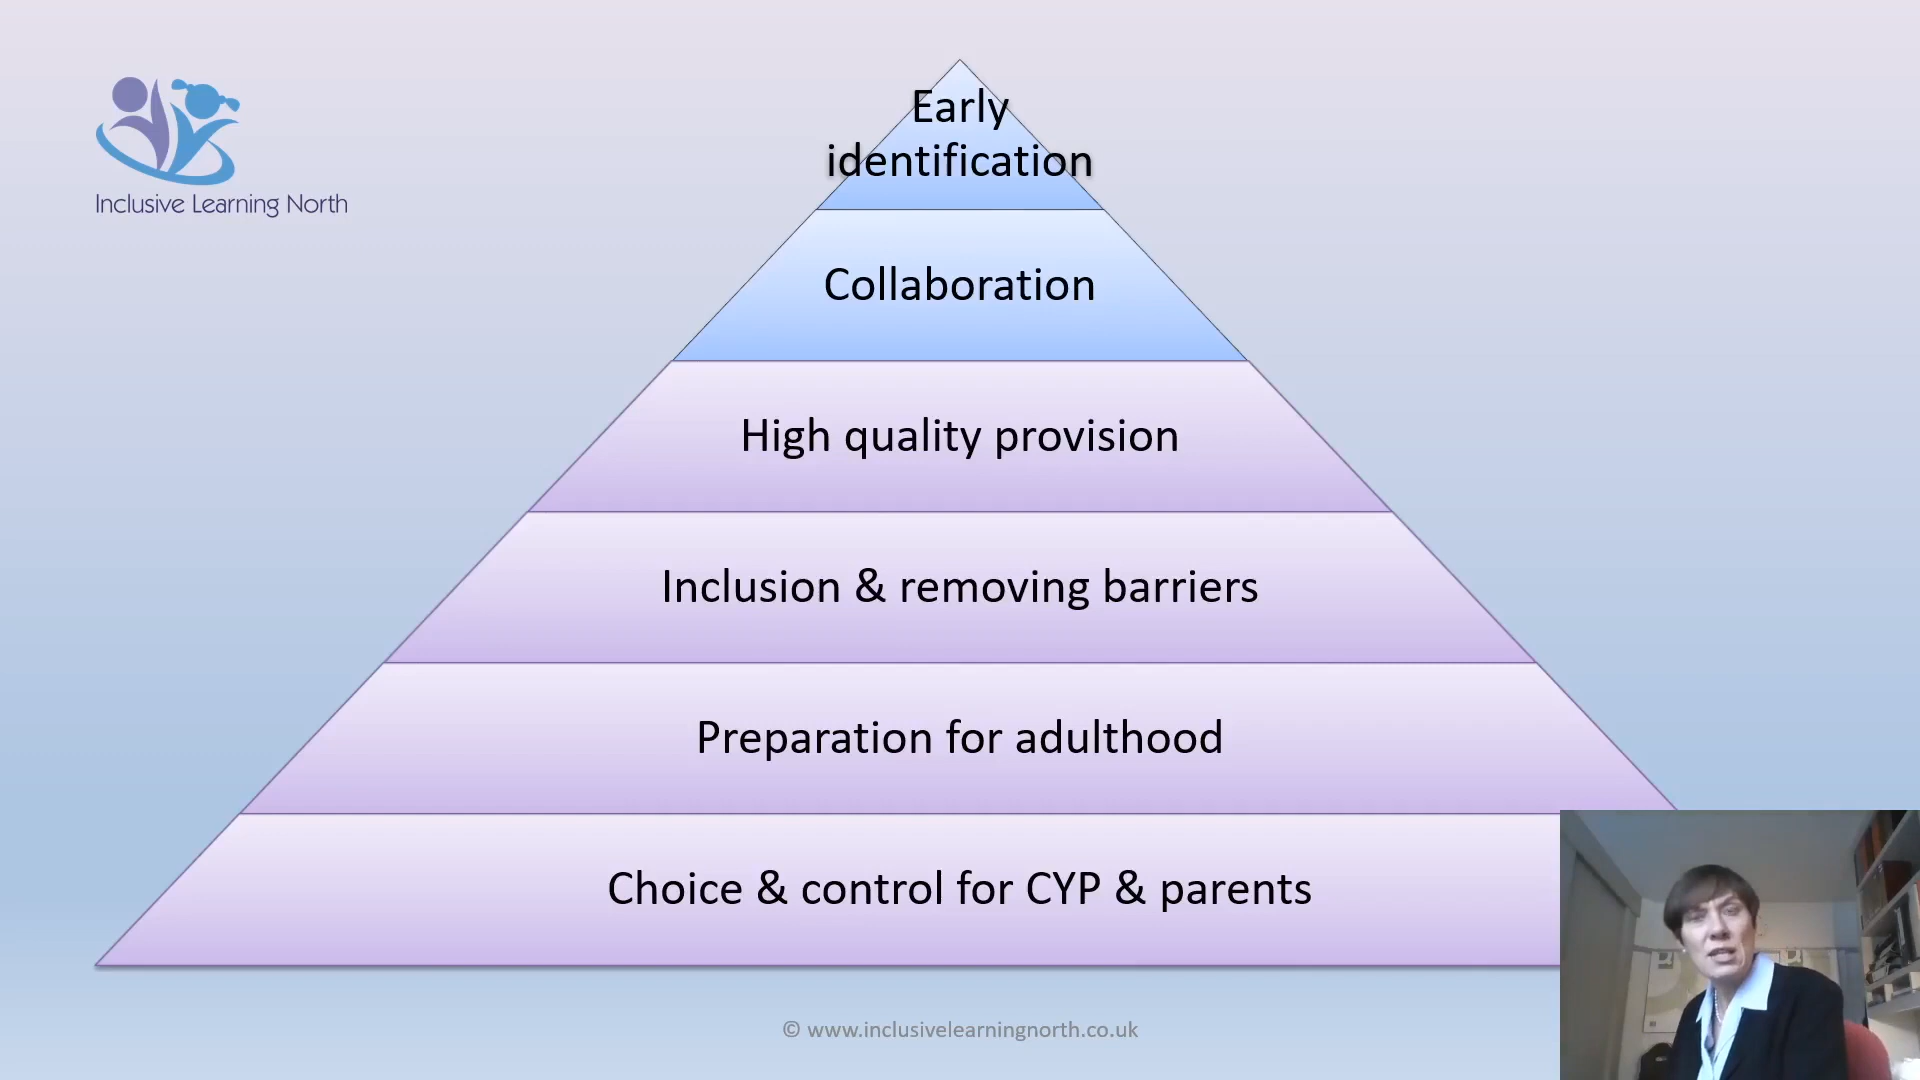 Early
identification
Inclusive Learning North
Collaboration
High quality provision
Inclusion & removing barriers
Preparation for adulthood
Choice & control for CYP & parents
© www.inclusivelearningnorth.co.uk